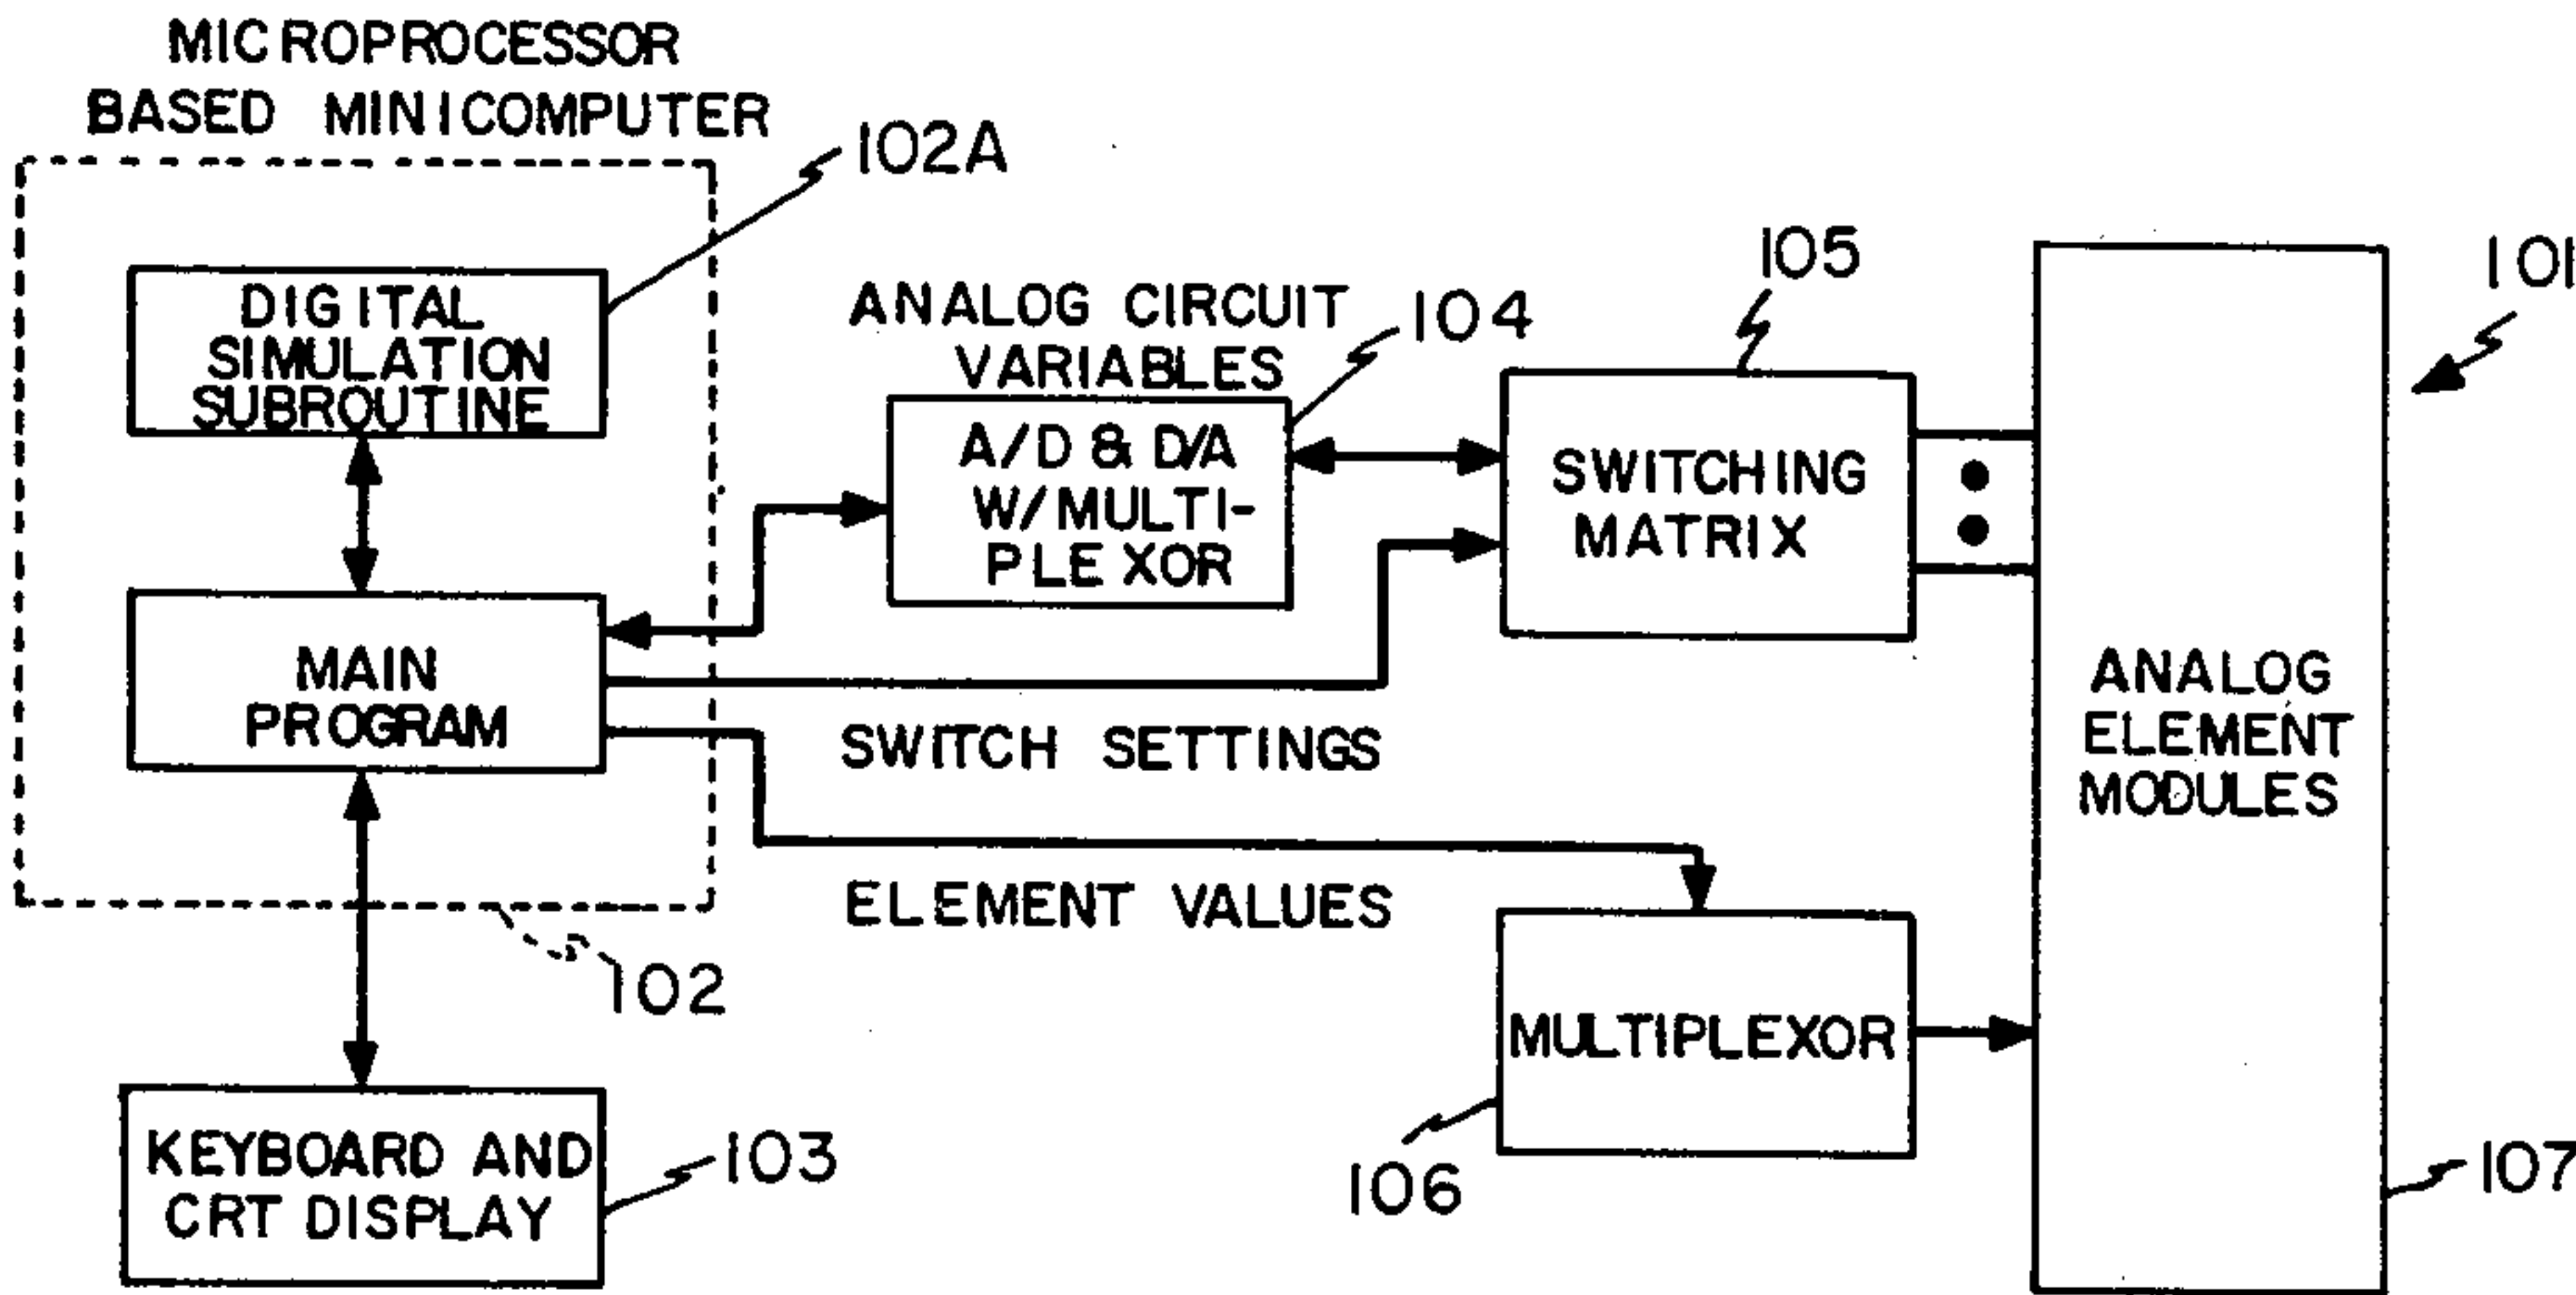 MICROPROCESSOR
BASED MINICOMPUTER
102A
DIGITAL
SIMULATION
SUBROUTINE
MAIN
PROGRAM
102
KEYBOARD AND
CRT DISPLAY
103
ANALOG CIRCUIT
VARIABLES
104
A/D & D/A
W/MULTI-
PLEXOR
SWITCH SETTINGS
ELEMENT VALUES
105
SWITCHING
MATRIX
MULTIPLEXOR
106
101
ANALOG
ELEMENT
MODULES
107